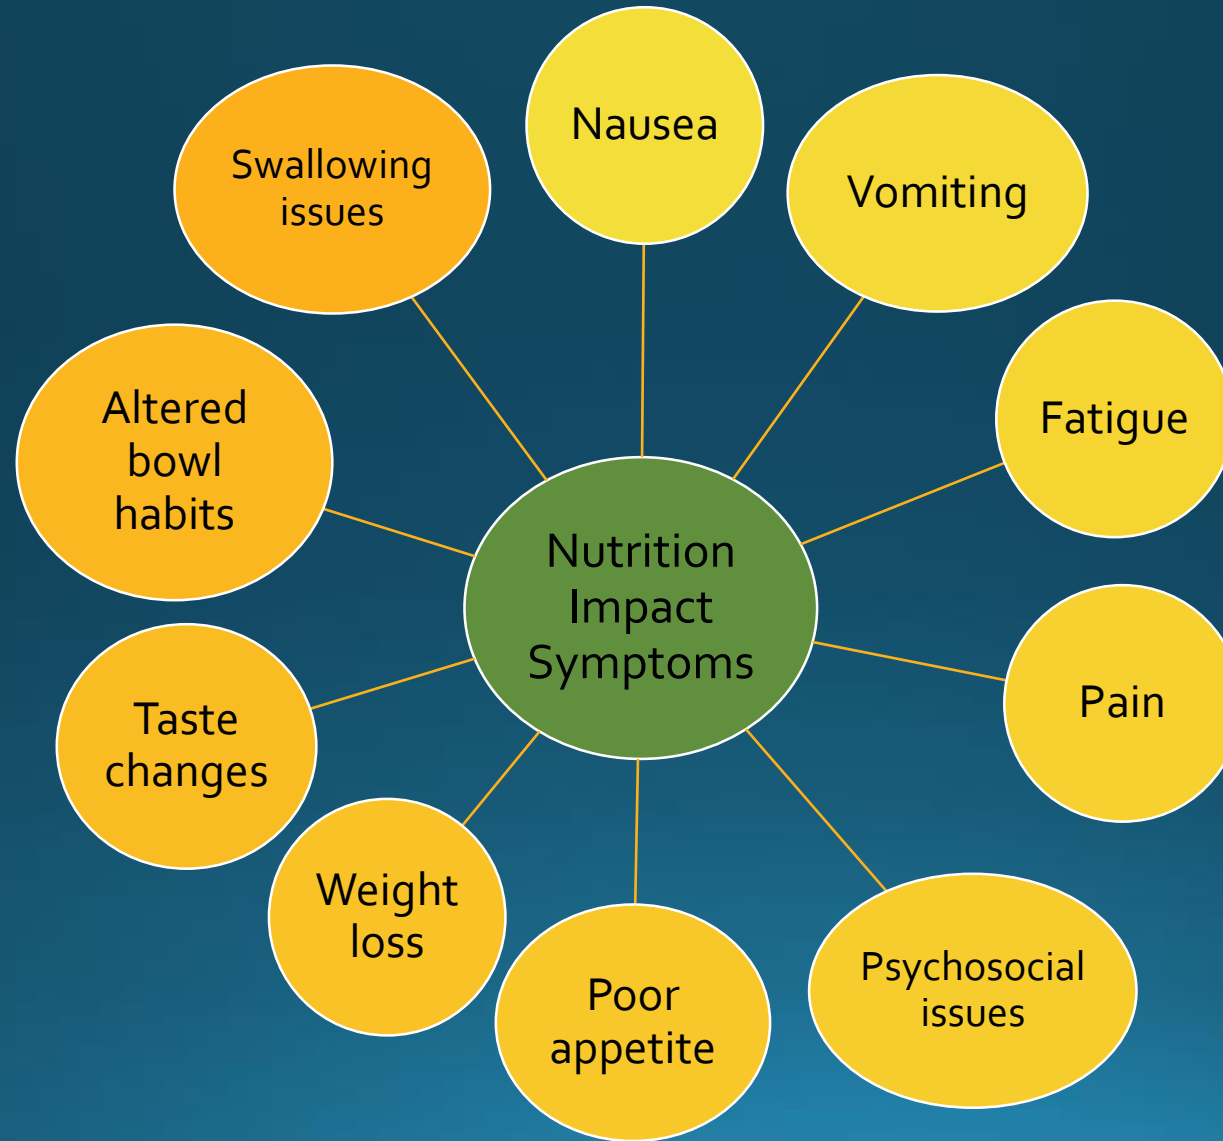 Nausea
Vomiting
Fatigue
Pain
Psychosocial
issues
Poor
appetite
Weight
loss
Taste
changes
Altered
bowl
habits
Swallowing
issues
Nutrition
Impact
Symptoms